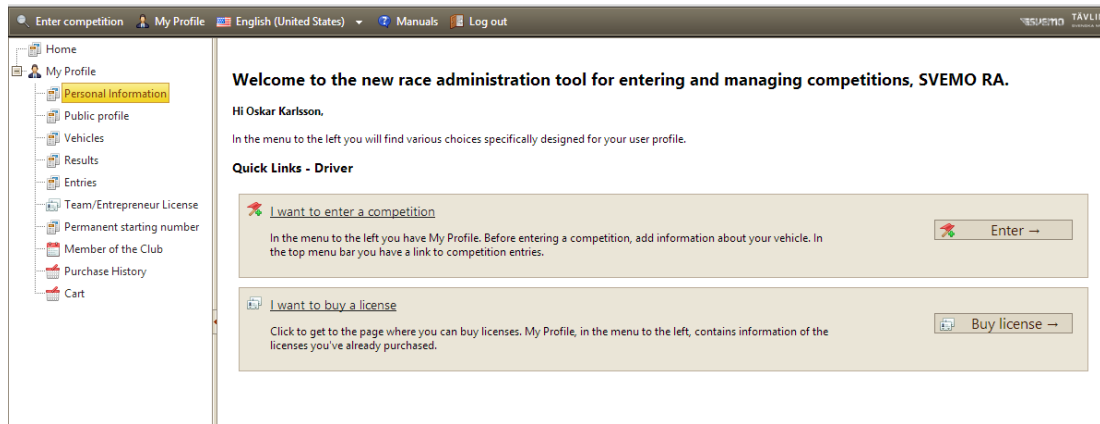 Enter competition My Profile English (United States) Manuals Log out SVEMO TÄVLI
Home
My Profile
Personal Information
Public profile
Vehicles
Results
Entries
Team/Entrepreneur License
Permanent starting number
Member of the Club
Purchase History
Cart
Welcome to the new race administration tool for entering and managing competitions, SVEMO RA.
Hi Oskar Karlsson,
In the menu to the left you will find various choices specifically designed for your user profile.
Quick Links - Driver
I want to enter a competition
In the menu to the left you have My Profile. Before entering a competition, add information about your vehicle. In
the top menu bar you have a link to competition entries.
Enter →
I want to buy a license
Click to get to the page where you can buy licenses. My Profile, in the menu to the left, contains information of the
licenses you've already purchased.
Buy license →